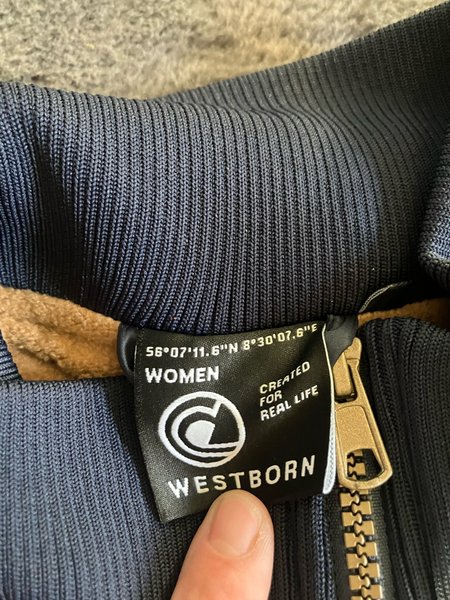 56°07'11.6"N 8°30'07.6"E
WOMEN
CREATED
FOR
REAL LIFE
WESTBORN